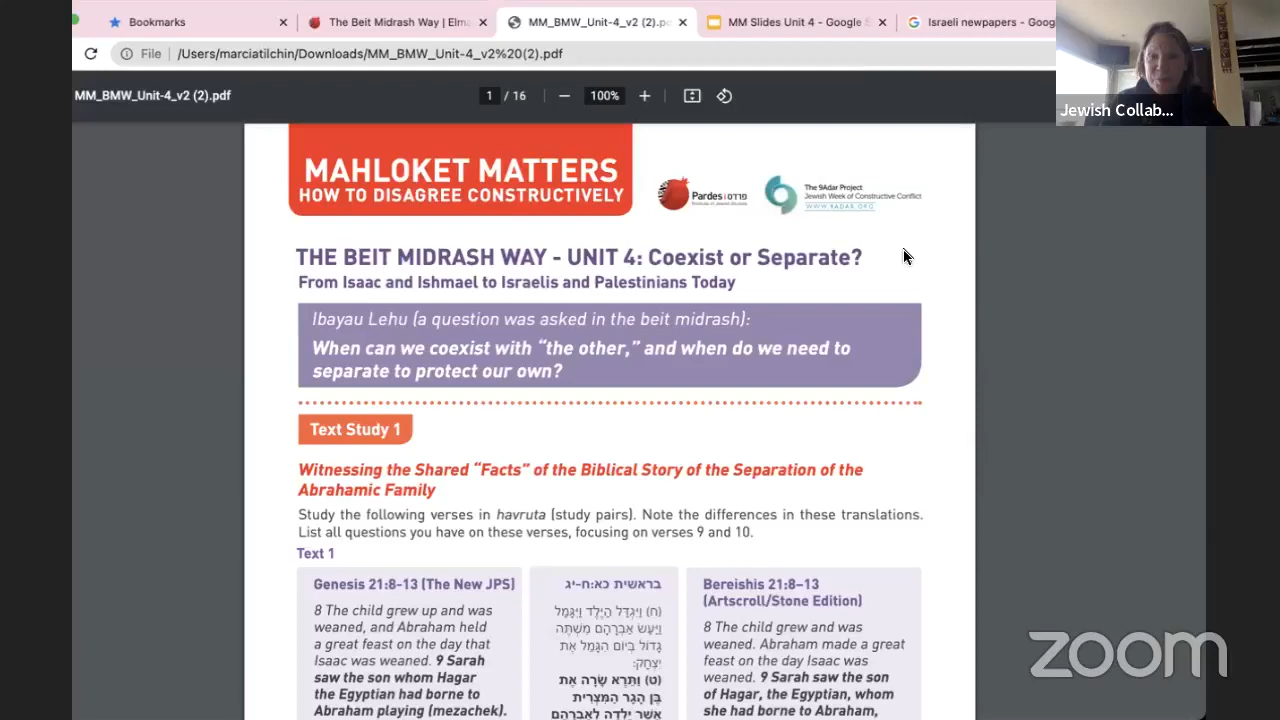 Bookmarks
The Beit Midrash Way | Elm
MM_BMW_Unit-4_v2 (2).pd
MM Slides Unit 4 - Google S
Israeli newpapers - Goog
File
/Users/marciatilchin/Downloads/MM_BMW_Unit-4_v2%20(2).pdf
MM_BMW_Unit-4_v2 (2).pdf
1 / 16
100%
Jewish Collab...
MAHLOKET MATTERS
HOW TO DISAGREE CONSTRUCTIVELY
Pardes פרדס
The 9Adar Project
Jewish Week of Constructive Conflict
WWW.9ADAR.ORG
THE BEIT MIDRASH WAY - UNIT 4: Coexist or Separate?
From Isaac and Ishmael to Israelis and Palestinians Today
Ibayau Lehu (a question was asked in the beit midrash):
When can we coexist with “the other,” and when do we need to
separate to protect our own?
Text Study 1
Witnessing the Shared “Facts” of the Biblical Story of the Separation of the
Abrahamic Family
Study the following verses in havruta (study pairs). Note the differences in these translations.
List all questions you have on these verses, focusing on verses 9 and 10.
Text 1
Genesis 21:8-13 (The New JPS)
8 The child grew up and was
weaned, and Abraham held
a great feast on the day that
Isaac was weaned. 9 Sarah
saw the son whom Hagar
the Egyptian had borne to
Abraham playing (mezachek).
בראשית כא:ח-יג
(ח) וַיִּגְדַּל הַיֶּלֶד וַיִּגָּמַל
וַיַּעַשׂ אַבְרָהָם מִשְׁתֶּה
גָדוֹל בְּיוֹם הִגָּמֵל אֶת
יִצְחָק:
(ט) וַתֵּרֶא שָׂרָה אֶת
בֶּן הָגָר הַמִּצְרִית
אֲשֶׁר יָלְדָה לְאַבְרָהָם
Bereishis 21:8–13
(Artscroll/Stone Edition)
8 The child grew and was
weaned. Abraham made a great
feast on the day Isaac was
weaned. 9 Sarah saw the son
of Hagar, the Egyptian, whom
she had borne to Abraham,
zoom